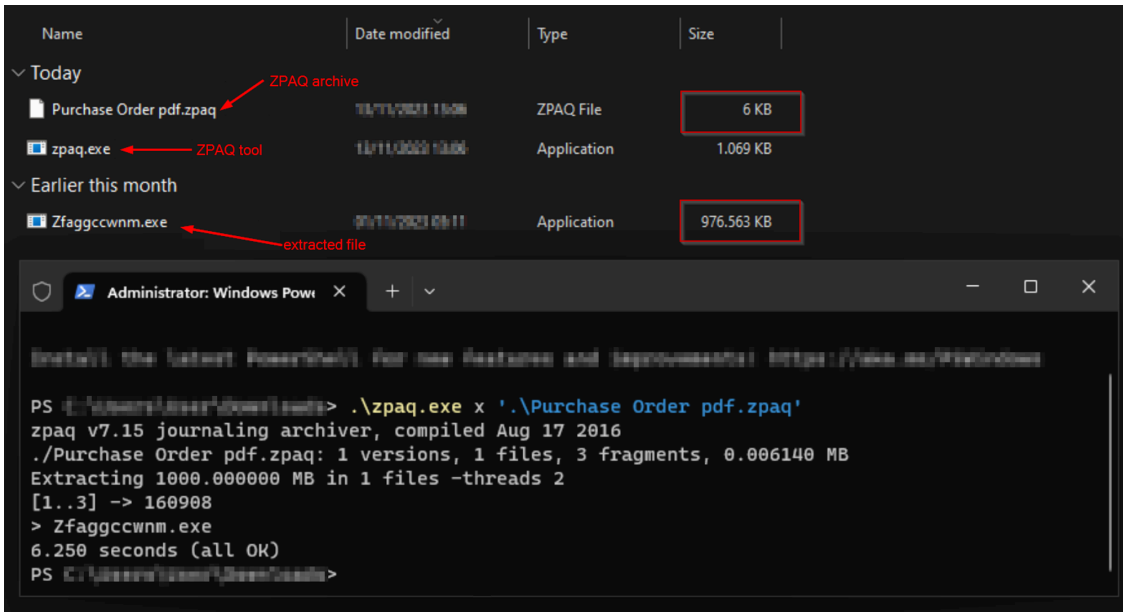 Name Date modified Type Size
Today
ZPAQ archive
Purchase Order pdf.zpaq ZPAQ File 6 KB
zpaq.exe ZPAQ tool Application 1.069 KB
Earlier this month
Zfaggccwnm.exe Application 976.563 KB
extracted file
Administrator: Windows Powe
PS > .\zpaq.exe x '.\Purchase Order pdf.zpaq'
zpaq v7.15 journaling archiver, compiled Aug 17 2016
./Purchase Order pdf.zpaq: 1 versions, 1 files, 3 fragments, 0.006140 MB
Extracting 1000.000000 MB in 1 files -threads 2
[1..3] -> 160908
> Zfaggccwnm.exe
6.250 seconds (all OK)
PS >